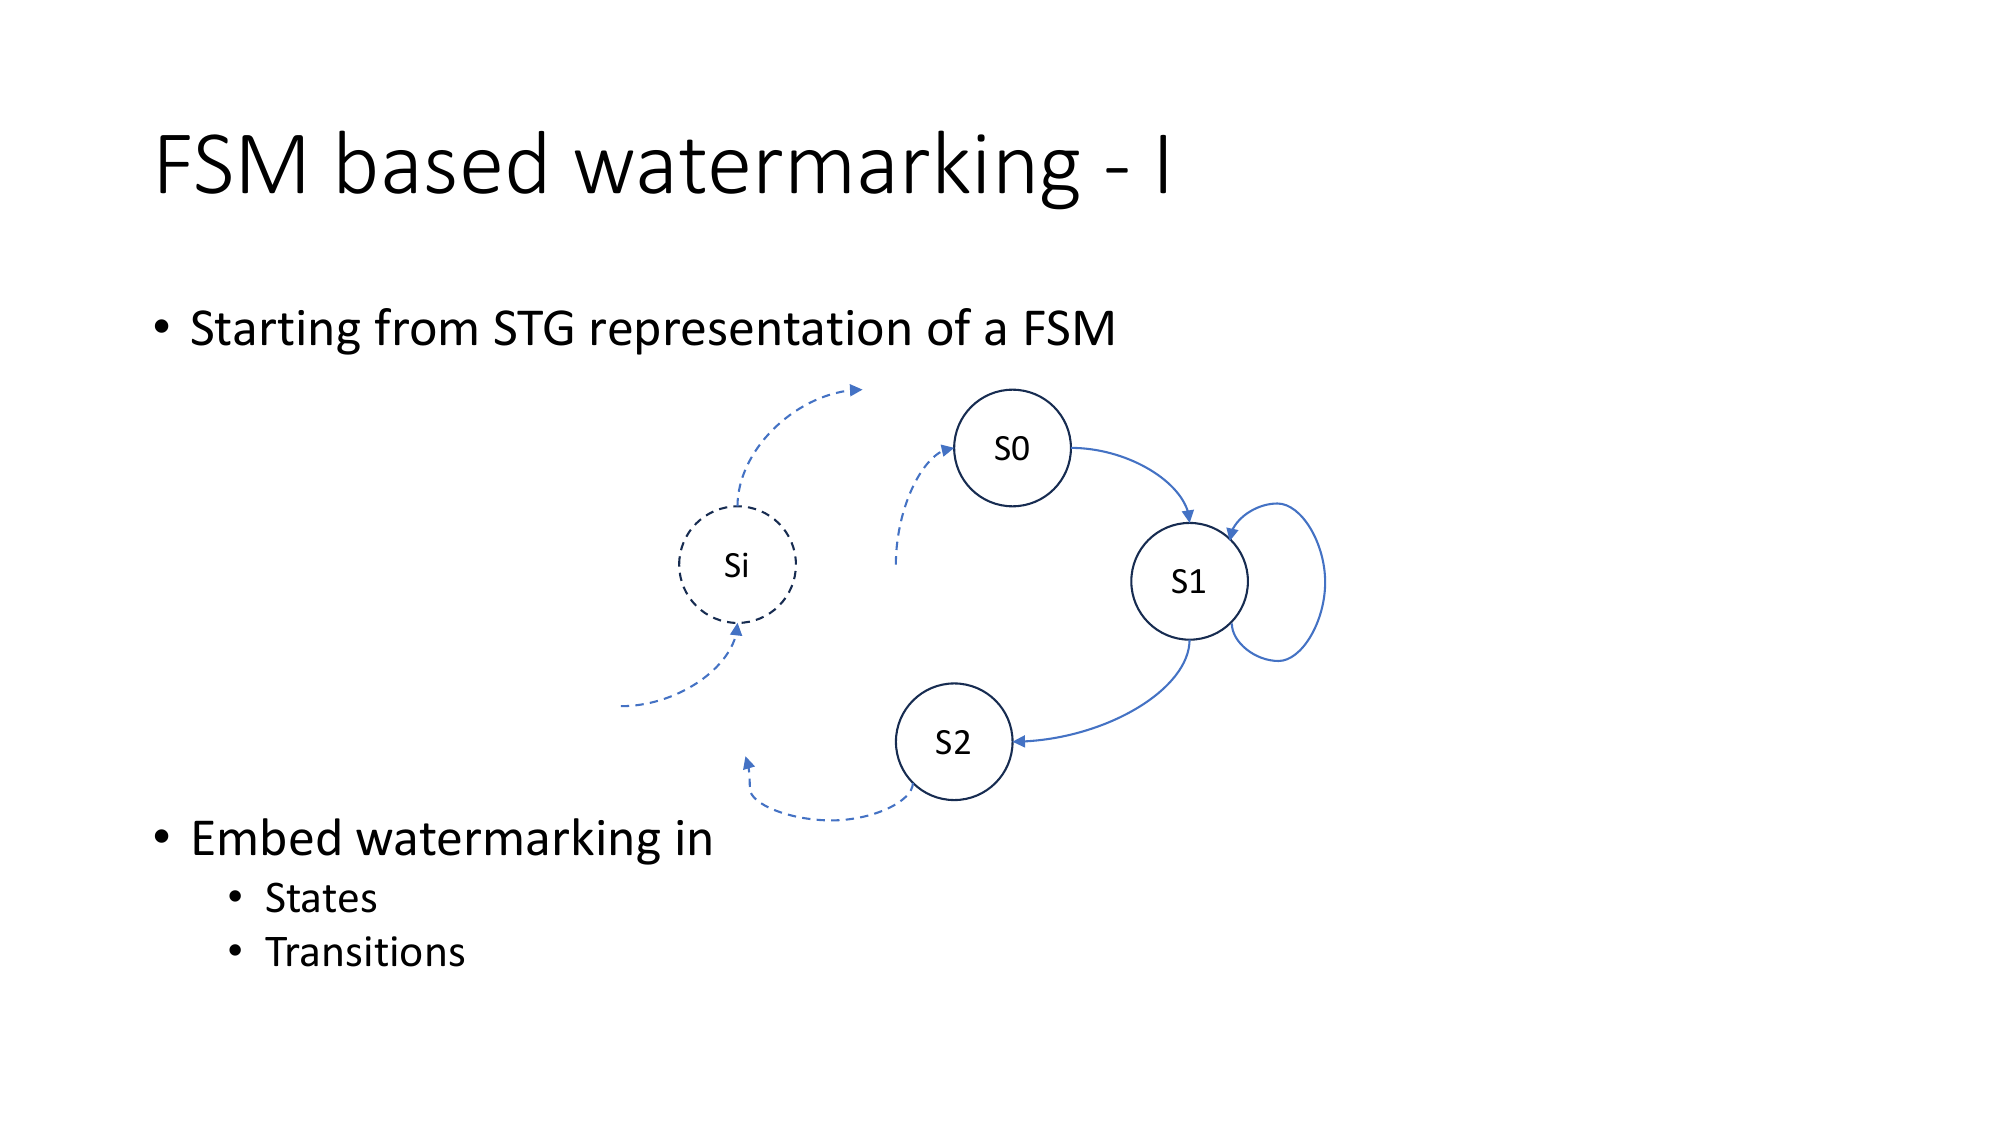 FSM based watermarking - I
• Starting from STG representation of a FSM
S0
Si
S1
S2
• Embed watermarking in
• States
• Transitions